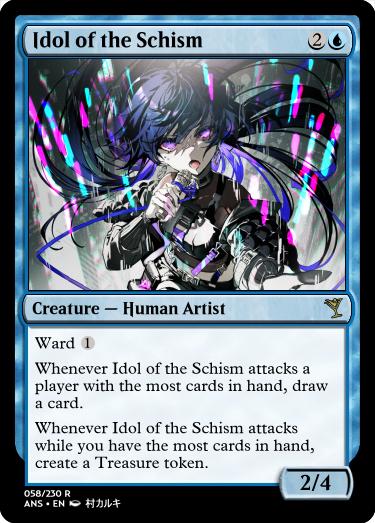 Idol of the Schism 2
Creature — Human Artist
Ward 1
Whenever Idol of the Schism attacks a
player with the most cards in hand, draw
a card.
Whenever Idol of the Schism attacks
while you have the most cards in hand,
create a Treasure token.
2/4
058/230 R
ANS • EN 村カルキ